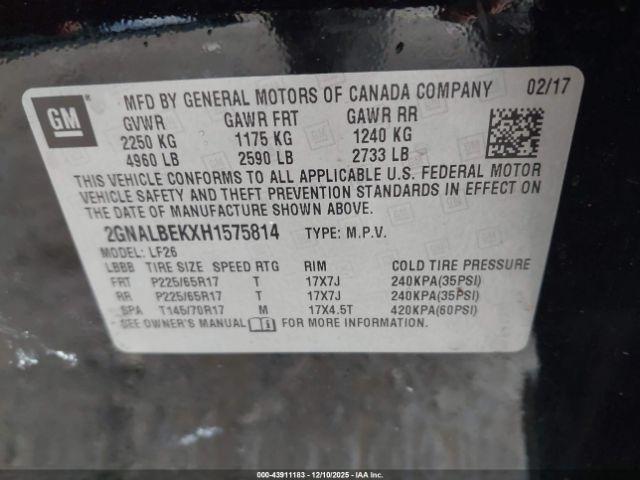 GM
MFD BY GENERAL MOTORS OF CANADA COMPANY 02/17
GVWR GAWR FRT GAWR RR
2250 KG 1175 KG 1240 KG
4960 LB 2590 LB 2733 LB
THIS VEHICLE CONFORMS TO ALL APPLICABLE U.S. FEDERAL MOTOR
VEHICLE SAFETY AND THEFT PREVENTION STANDARDS IN EFFECT ON
THE DATE OF MANUFACTURE SHOWN ABOVE.
2GNALBEKXH1575814 TYPE: M.P.V.
MODEL: LF26
LBBB TIRE SIZE SPEED RTG RIM COLD TIRE PRESSURE
FRT P225/65R17 T 17X7J 240KPA(35PSI)
RR P225/65R17 T 17X7J 240KPA(35PSI)
SPA T145/70R17 M 17X4.5T 420KPA(60PSI)
SEE OWNER'S MANUAL FOR MORE INFORMATION.
000-43911183 - 12/10/2025 - IAA Inc.